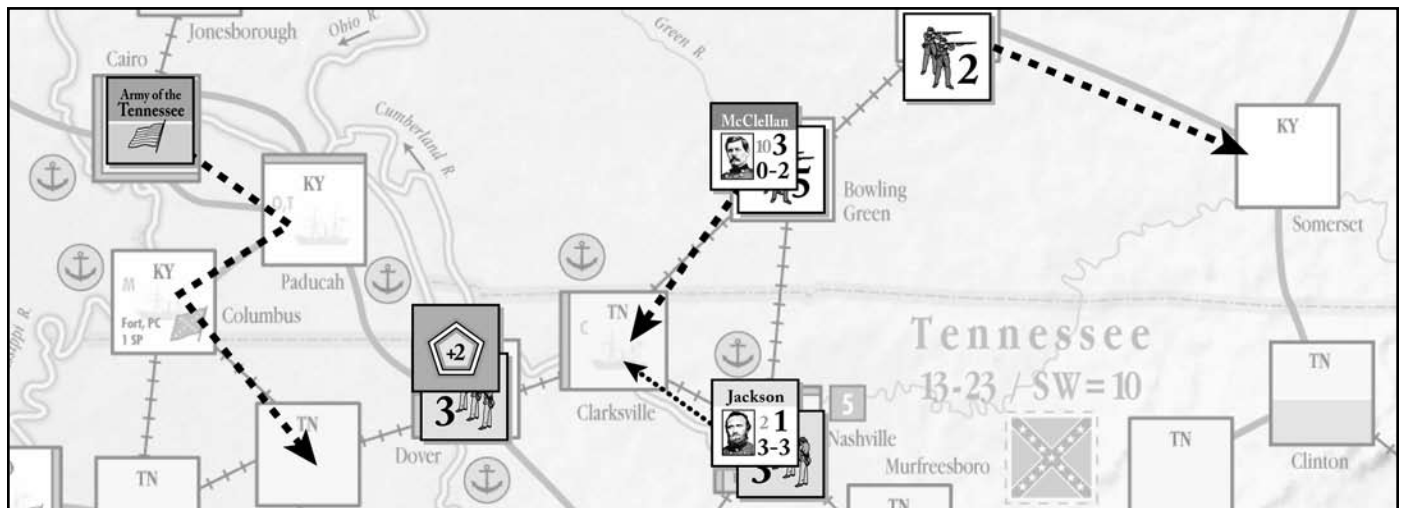 Jonesborough
Ohio R.
Cairo
Army of the
Tennessee
Cumberland R.
Green R.
2
McClellan
10 3
0-2
5
Bowling
Green
KY
Somerset
KY
O,T
Paducah
M
KY
Fort, PC
1 SP
Columbus
+2
3
Dover
TN
C
Clarksville
Jackson
2 1
3-3
3
5
Nashville
Tennessee
13-23 / SW=10
Murfreesboro
TN
Clinton
TN
TN
TN
TN